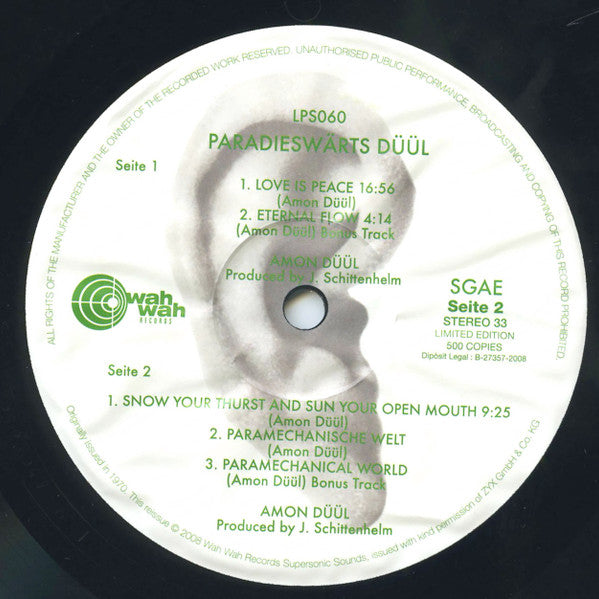 ALL RIGHTS OF THE MANUFACTURER AND THE OWNER OF THE RECORDED WORK RESERVED. UNAUTHORISED PUBLIC PERFORMANCE, BROADCASTING AND COPYING OF THIS RECORD PROHIBITED.
LPS060
PARADIESWÄRTS DÜÜL
Seite 1
1. LOVE IS PEACE 16:56
(Amon Düül)
2. ETERNAL FLOW 4:14
(Amon Düül) Bonus Track
AMON DÜÜL
Produced by J. Schittenhelm
wah
wah
RECORDS
SGAE
Seite 2
STEREO 33
LIMITED EDITION
500 COPIES
Dipòsit Legal : B-27357-2008
Seite 2
1. SNOW YOUR THURST AND SUN YOUR OPEN MOUTH 9:25
(Amon Düül)
2. PARAMECHANISCHE WELT
(Amon Düül)
3. PARAMECHANICAL WORLD
(Amon Düül) Bonus Track
AMON DÜÜL
Produced by J. Schittenhelm
Originally issued in 1970. This reissue © 2008 Wah Wah Records Supersonic Sounds, issued with kind permission of ZYX GmbH & Co. KG